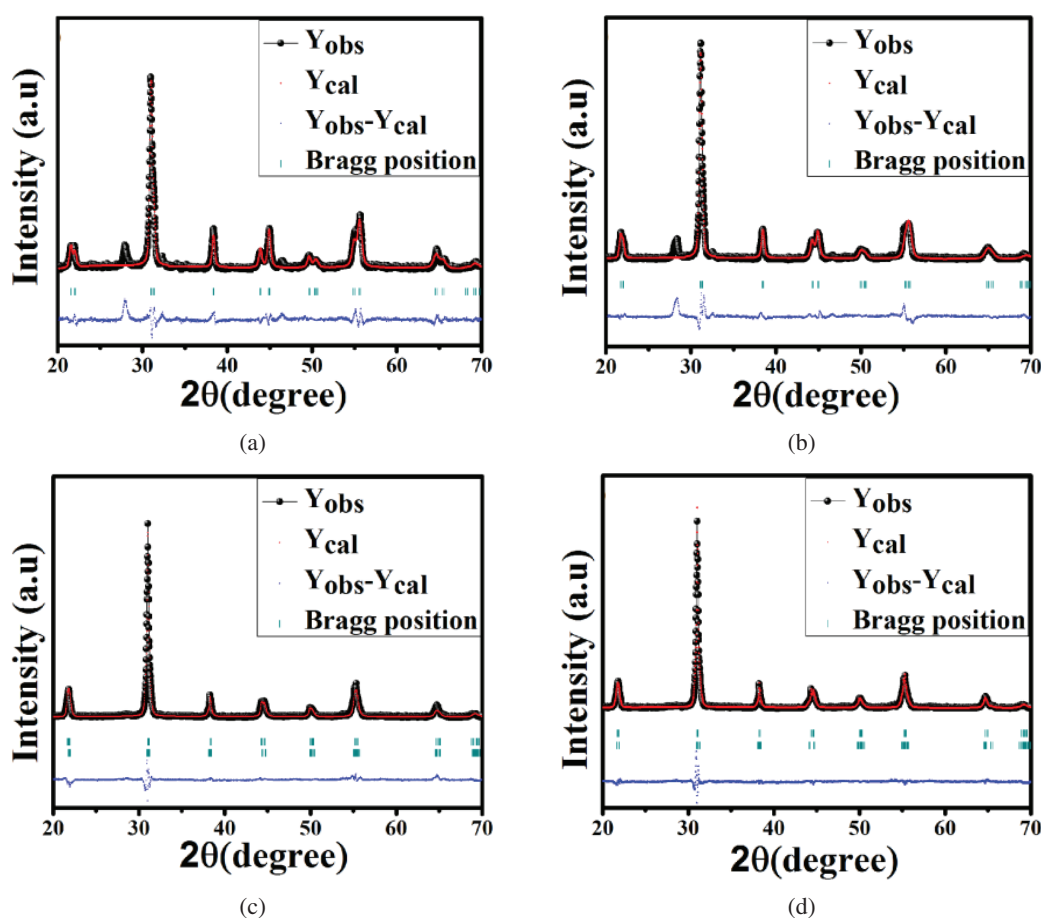 Yobs
Ycal
Yobs-Ycal
Bragg position
Intensity (a.u)
20 30 40 50 60 70
2θ(degree)
(a)
Yobs
Ycal
Yobs-Ycal
Bragg position
Intensity (a.u)
20 30 40 50 60 70
2θ(degree)
(b)
Yobs
Ycal
Yobs-Ycal
Bragg position
Intensity (a.u)
20 30 40 50 60 70
2θ(degree)
(c)
Yobs
Ycal
Yobs-Ycal
Bragg position
Intensity (a.u)
20 30 40 50 60 70
2θ(degree)
(d)